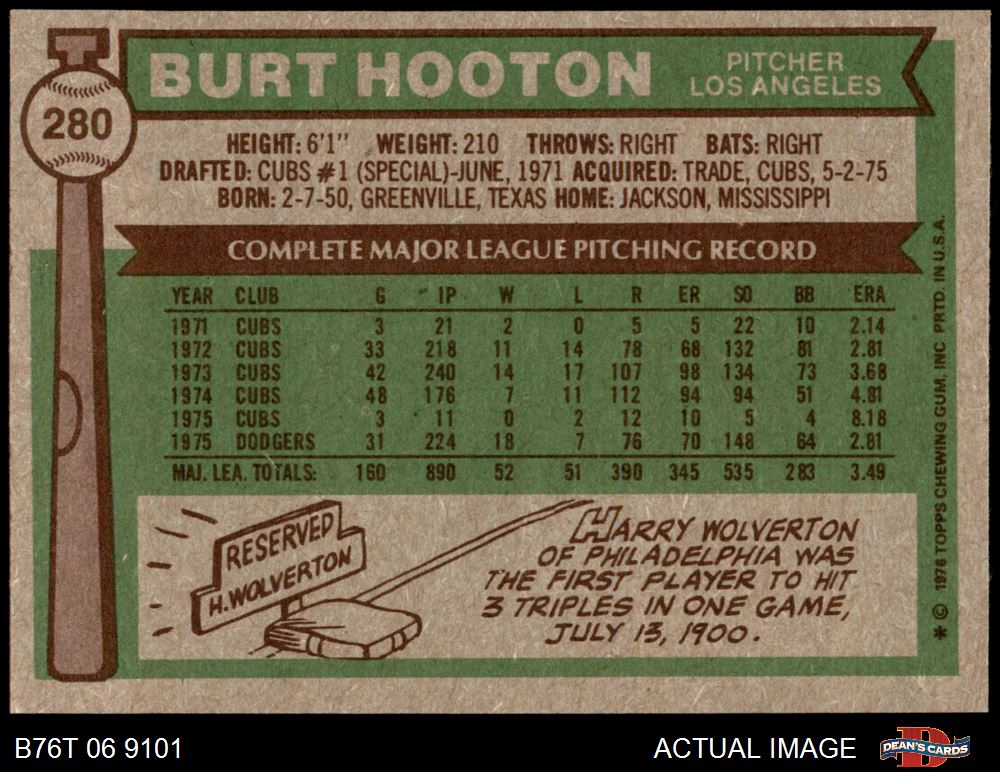 280
BURT HOOTON
PITCHER
LOS ANGELES
HEIGHT: 6'1" WEIGHT: 210 THROWS: RIGHT BATS: RIGHT
DRAFTED: CUBS #1 (SPECIAL)-JUNE, 1971 ACQUIRED: TRADE, CUBS, 5-2-75
BORN: 2-7-50, GREENVILLE, TEXAS HOME: JACKSON, MISSISSIPPI
COMPLETE MAJOR LEAGUE PITCHING RECORD
YEAR CLUB G IP W L R ER SO BB ERA
1971 CUBS 3 21 2 0 5 5 22 10 2.14
1972 CUBS 33 218 11 14 78 68 132 81 2.81
1973 CUBS 42 240 14 17 107 98 134 73 3.68
1974 CUBS 48 176 7 11 112 94 94 51 4.81
1975 CUBS 3 11 0 2 12 10 5 4 8.18
1975 DODGERS 31 224 18 7 76 70 148 64 2.81
MAJ. LEA. TOTALS: 160 890 52 51 390 345 535 283 3.49
RESERVED
H. WOLVERTON
HARRY WOLVERTON
OF PHILADELPHIA WAS
THE FIRST PLAYER TO HIT
3 TRIPLES IN ONE GAME,
JULY 13, 1900.
* © 1976 TOPPS CHEWING GUM, INC PRTD. IN U.S.A.
B76T 06 9101
ACTUAL IMAGE
DEAN'S CARDS